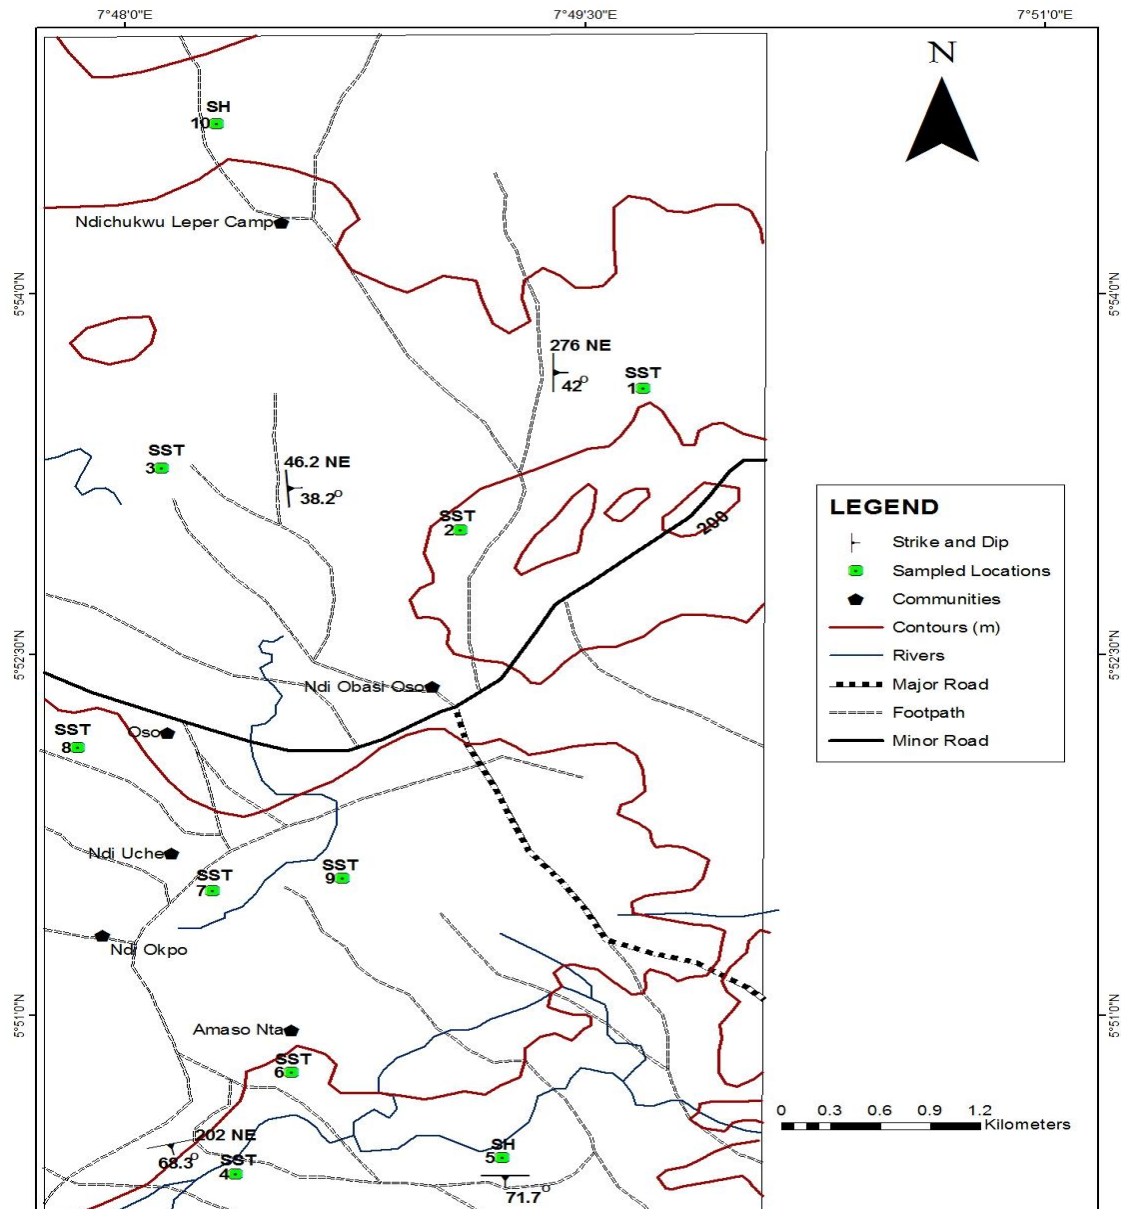 7°48'0"E
7°49'30"E
7°51'0"E
N
SH
10
Ndichukwu Leper Camp
5°54'0"N
5°54'0"N
276 NE
42°
SST
1
SST
3
46.2 NE
38.2°
SST
2
200
LEGEND
Strike and Dip
Sampled Locations
Communities
Contours (m)
Rivers
Major Road
Footpath
Minor Road
5°52'30"N
5°52'30"N
Ndi Obasi Oso
SST
8
Oso
Ndi Uche
SST
7
SST
9
Ndi Okpo
5°51'0"N
5°51'0"N
Amaso Nta
SST
6
0 0.3 0.6 0.9 1.2
Kilometers
202 NE
68.3°
SST
4
SH
5
71.7°